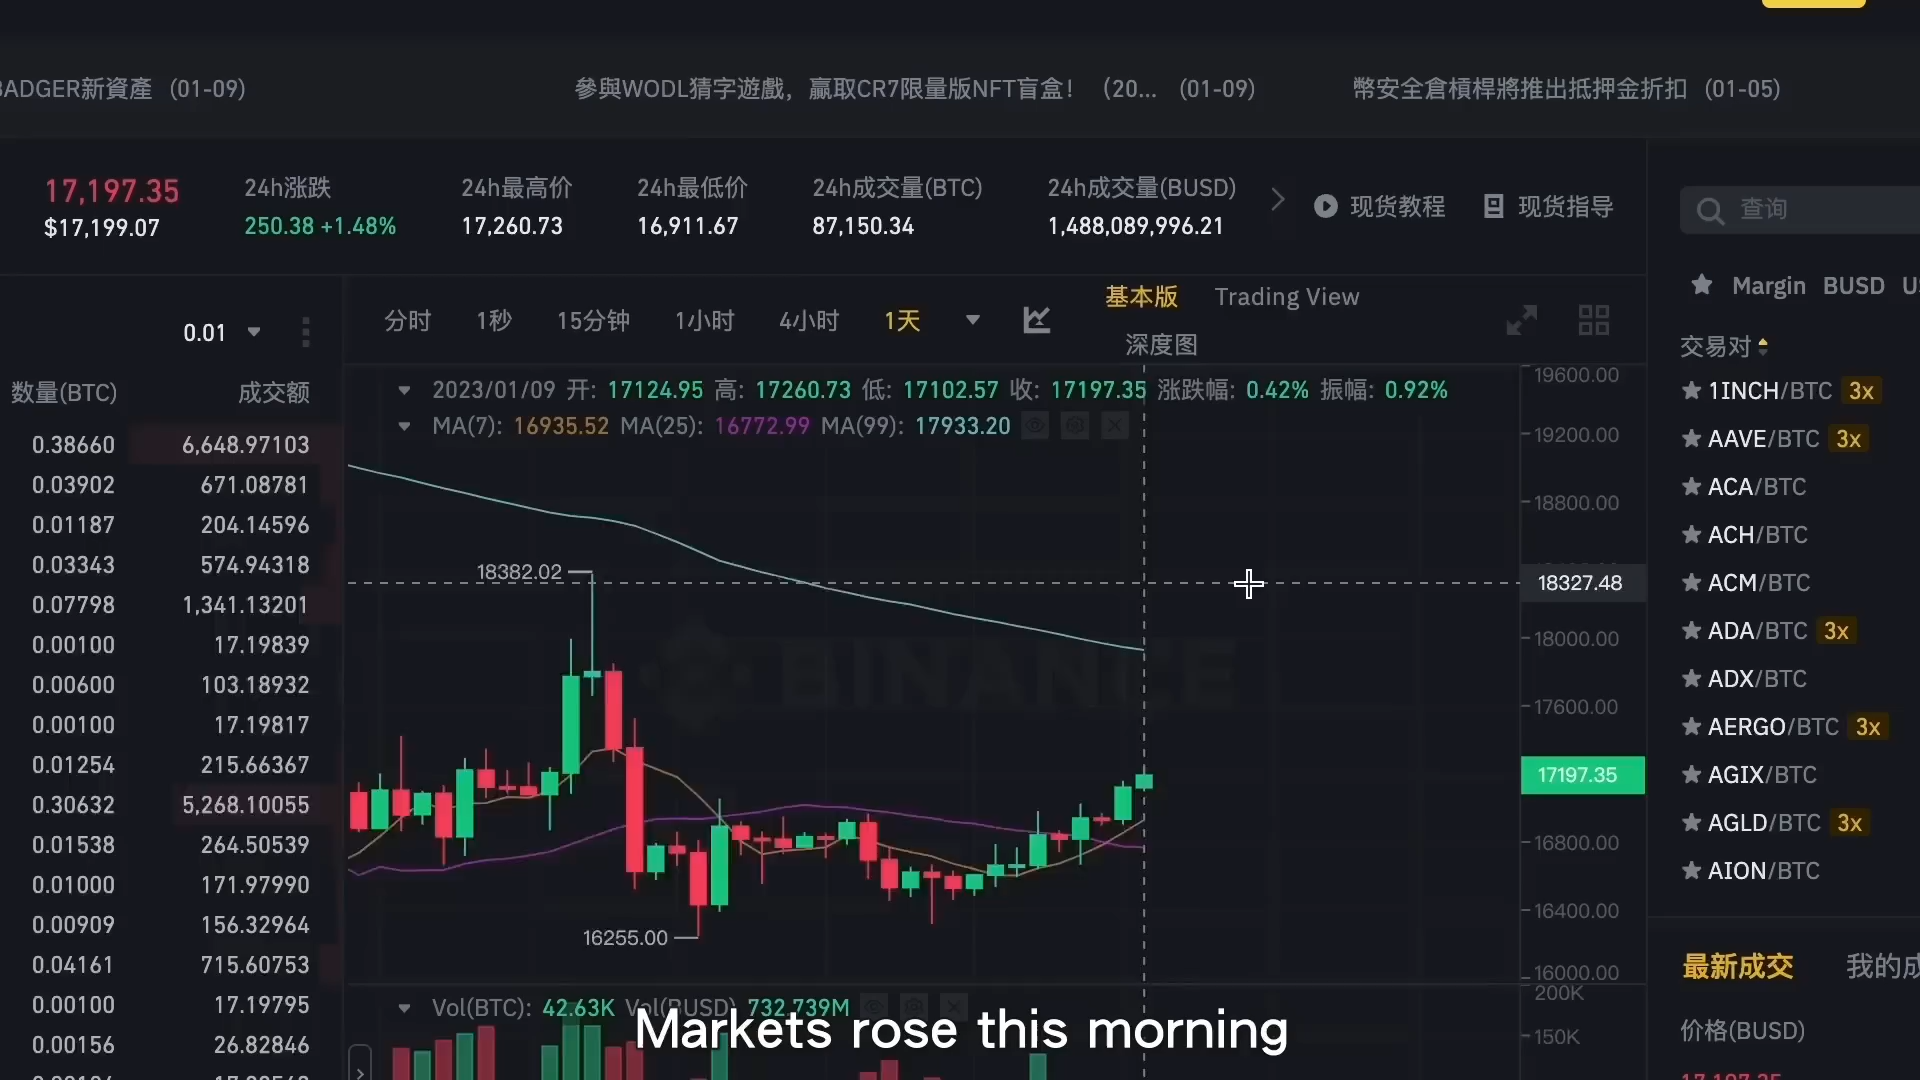 BADGER新資產 (01-09)
參與WODL猜字遊戲，贏取CR7限量版NFT盲盒！（20... (01-09)
幣安全倉槓桿將推出抵押金折扣 (01-05)
17,197.35
$17,199.07
24h涨跌
250.38 +1.48%
24h最高价
17,260.73
24h最低价
16,911.67
24h成交量(BTC)
87,150.34
24h成交量(BUSD)
1,488,089,996.21
现货教程
现货指导
查询
Margin BUSD
0.01
分时 1秒 15分钟 1小时 4小时 1天
基本版 Trading View
深度图
交易对
数量(BTC) 成交额
0.38660 6,648.97103
0.03902 671.08781
0.01187 204.14596
0.03343 574.94318
0.07798 1,341.13201
0.00100 17.19839
0.00600 103.18932
0.00100 17.19817
0.01254 215.66367
0.30632 5,268.10055
0.01538 264.50539
0.01000 171.97990
0.00909 156.32964
0.04161 715.60753
0.00100 17.19795
0.00156 26.82846
2023/01/09 开: 17124.95 高: 17260.73 低: 17102.57 收: 17197.35 涨跌幅: 0.42% 振幅: 0.92%
MA(7): 16935.52 MA(25): 16772.99 MA(99): 17933.20
18382.02
16255.00
BINANCE
19600.00
19200.00
18800.00
18327.48
18000.00
17600.00
17197.35
16800.00
16400.00
16000.00
200K
150K
Vol(BTC): 42.63K Vol(BUSD) 732.739M
1INCH/BTC 3x
AAVE/BTC 3x
ACA/BTC
ACH/BTC
ACM/BTC
ADA/BTC 3x
ADX/BTC
AERGO/BTC 3x
AGIX/BTC
AGLD/BTC 3x
AION/BTC
最新成交 我的成
价格(BUSD)
17,197.35
Markets rose this morning